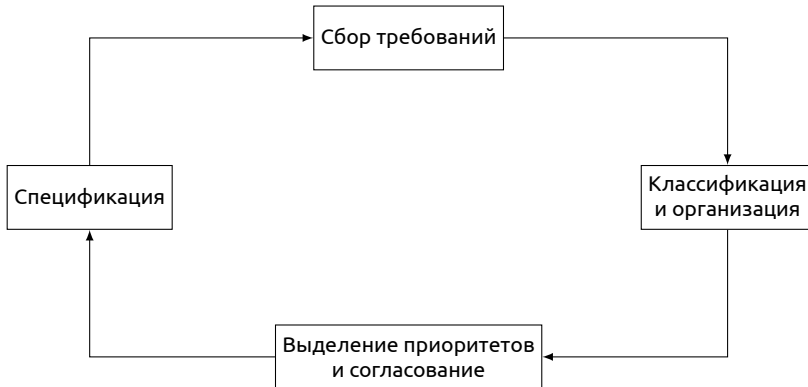 Сбор требований
Классификация
и организация
Выделение приоритетов
и согласование
Спецификация